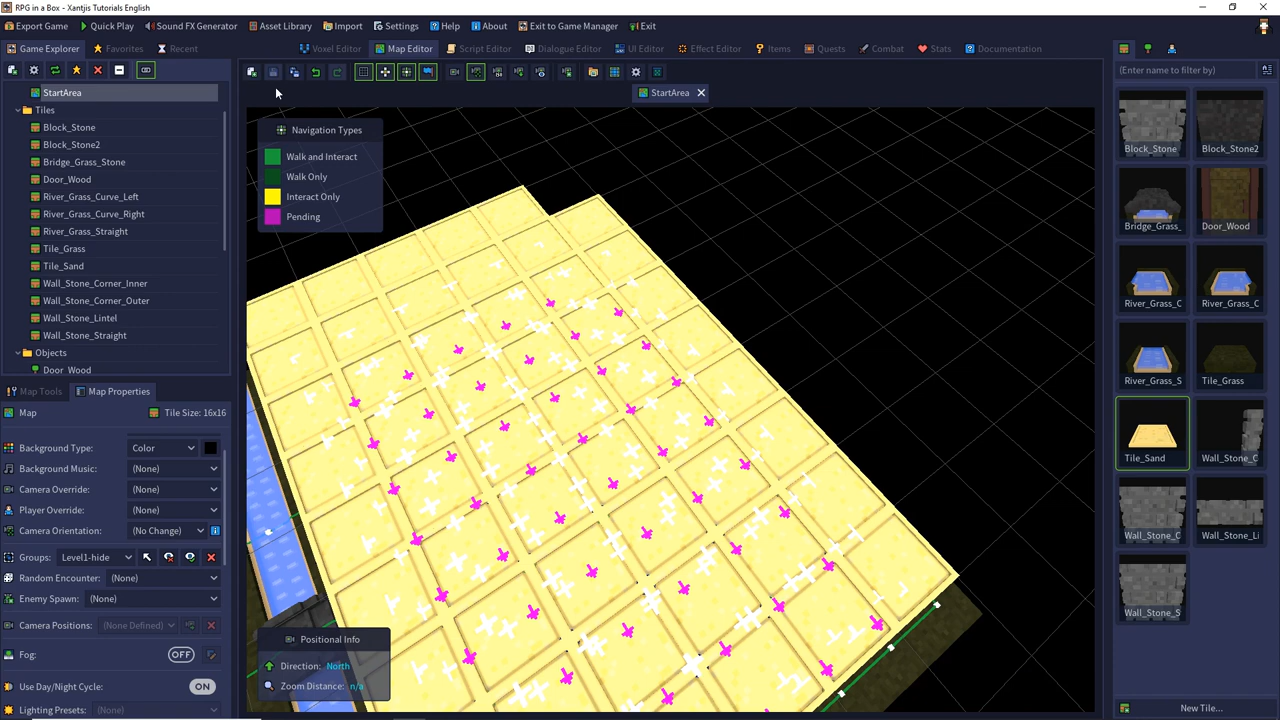 RPG in a Box - Xantjis Tutorials English
Export Game Quick Play Sound FX Generator Asset Library Import Settings Help About Exit to Game Manager Exit
Game Explorer Favorites Recent Voxel Editor Map Editor Script Editor Dialogue Editor UI Editor Effect Editor Items Quests Combat Stats Documentation
(Enter name to filter by)
StartArea
StartArea
Tiles
Block_Stone
Block_Stone2
Bridge_Grass_Stone
Door_Wood
River_Grass_Curve_Left
River_Grass_Curve_Right
River_Grass_Straight
Tile_Grass
Tile_Sand
Wall_Stone_Corner_Inner
Wall_Stone_Corner_Outer
Wall_Stone_Lintel
Wall_Stone_Straight
Objects
Door_Wood
Map Tools Map Properties
Map Tile Size: 16x16
Background Type: Color
Background Music: (None)
Camera Override: (None)
Player Override: (None)
Camera Orientation: (No Change)
Groups: Level1-hide
Random Encounter: (None)
Enemy Spawn: (None)
Camera Positions: (None Defined)
Fog: OFF
Use Day/Night Cycle: ON
Lighting Presets: (None)
Navigation Types
Walk and Interact
Walk Only
Interact Only
Pending
Positional Info
Direction: North
Zoom Distance: n/a
Block_Stone Block_Stone2
Bridge_Grass_ Door_Wood
River_Grass_C River_Grass_C
River_Grass_S Tile_Grass
Tile_Sand Wall_Stone_C
Wall_Stone_C Wall_Stone_Li
Wall_Stone_S
New Tile...